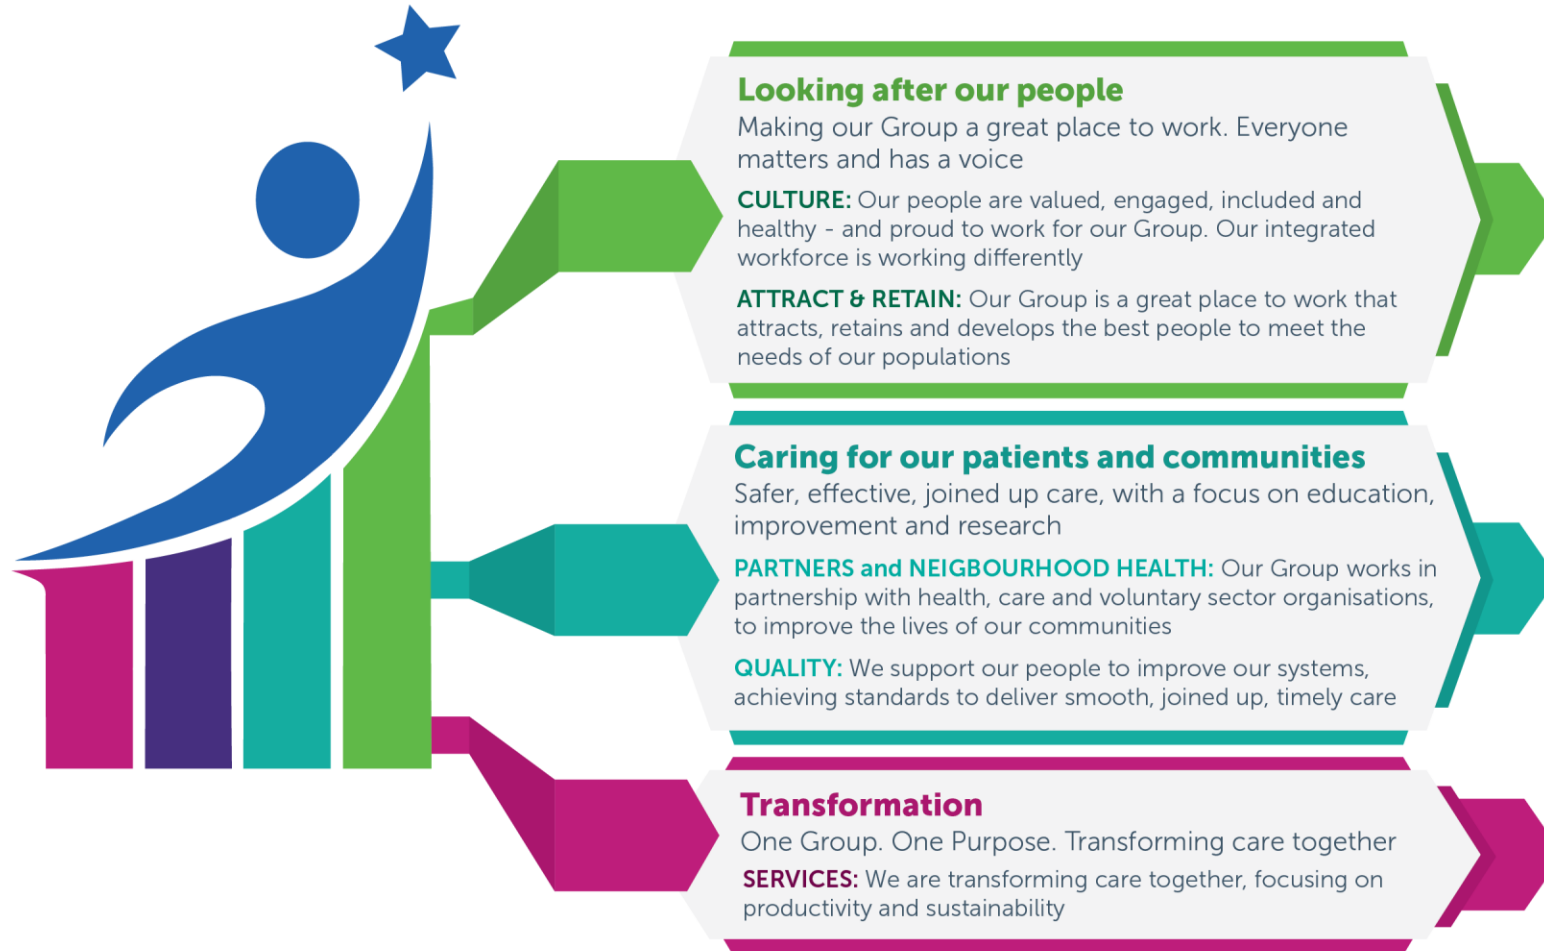 Looking after our people
Making our Group a great place to work. Everyone
matters and has a voice
CULTURE: Our people are valued, engaged, included and
healthy - and proud to work for our Group. Our integrated
workforce is working differently
ATTRACT & RETAIN: Our Group is a great place to work that
attracts, retains and develops the best people to meet the
needs of our populations
Caring for our patients and communities
Safer, effective, joined up care, with a focus on education,
improvement and research
PARTNERS and NEIGBOURHOOD HEALTH: Our Group works in
partnership with health, care and voluntary sector organisations,
to improve the lives of our communities
QUALITY: We support our people to improve our systems,
achieving standards to deliver smooth, joined up, timely care
Transformation
One Group. One Purpose. Transforming care together
SERVICES: We are transforming care together, focusing on
productivity and sustainability